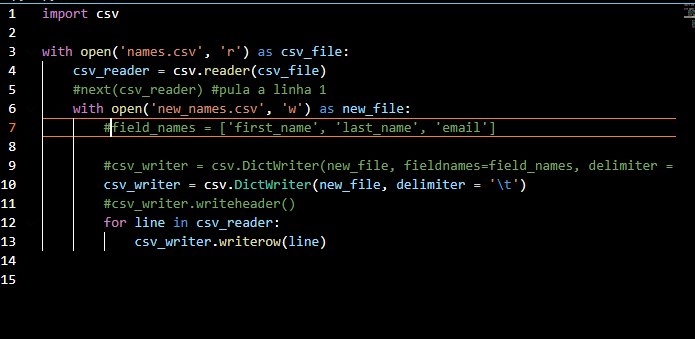 1 import csv
2
3 with open('names.csv', 'r') as csv_file:
4 csv_reader = csv.reader(csv_file)
5 #next(csv_reader) #pula a linha 1
6 with open('new_names.csv', 'w') as new_file:
7 #field_names = ['first_name', 'last_name', 'email']
8
9 #csv_writer = csv.DictWriter(new_file, fieldnames=field_names, delimiter =
10 csv_writer = csv.DictWriter(new_file, delimiter = '\t')
11 #csv_writer.writeheader()
12 for line in csv_reader:
13 csv_writer.writerow(line)
14
15